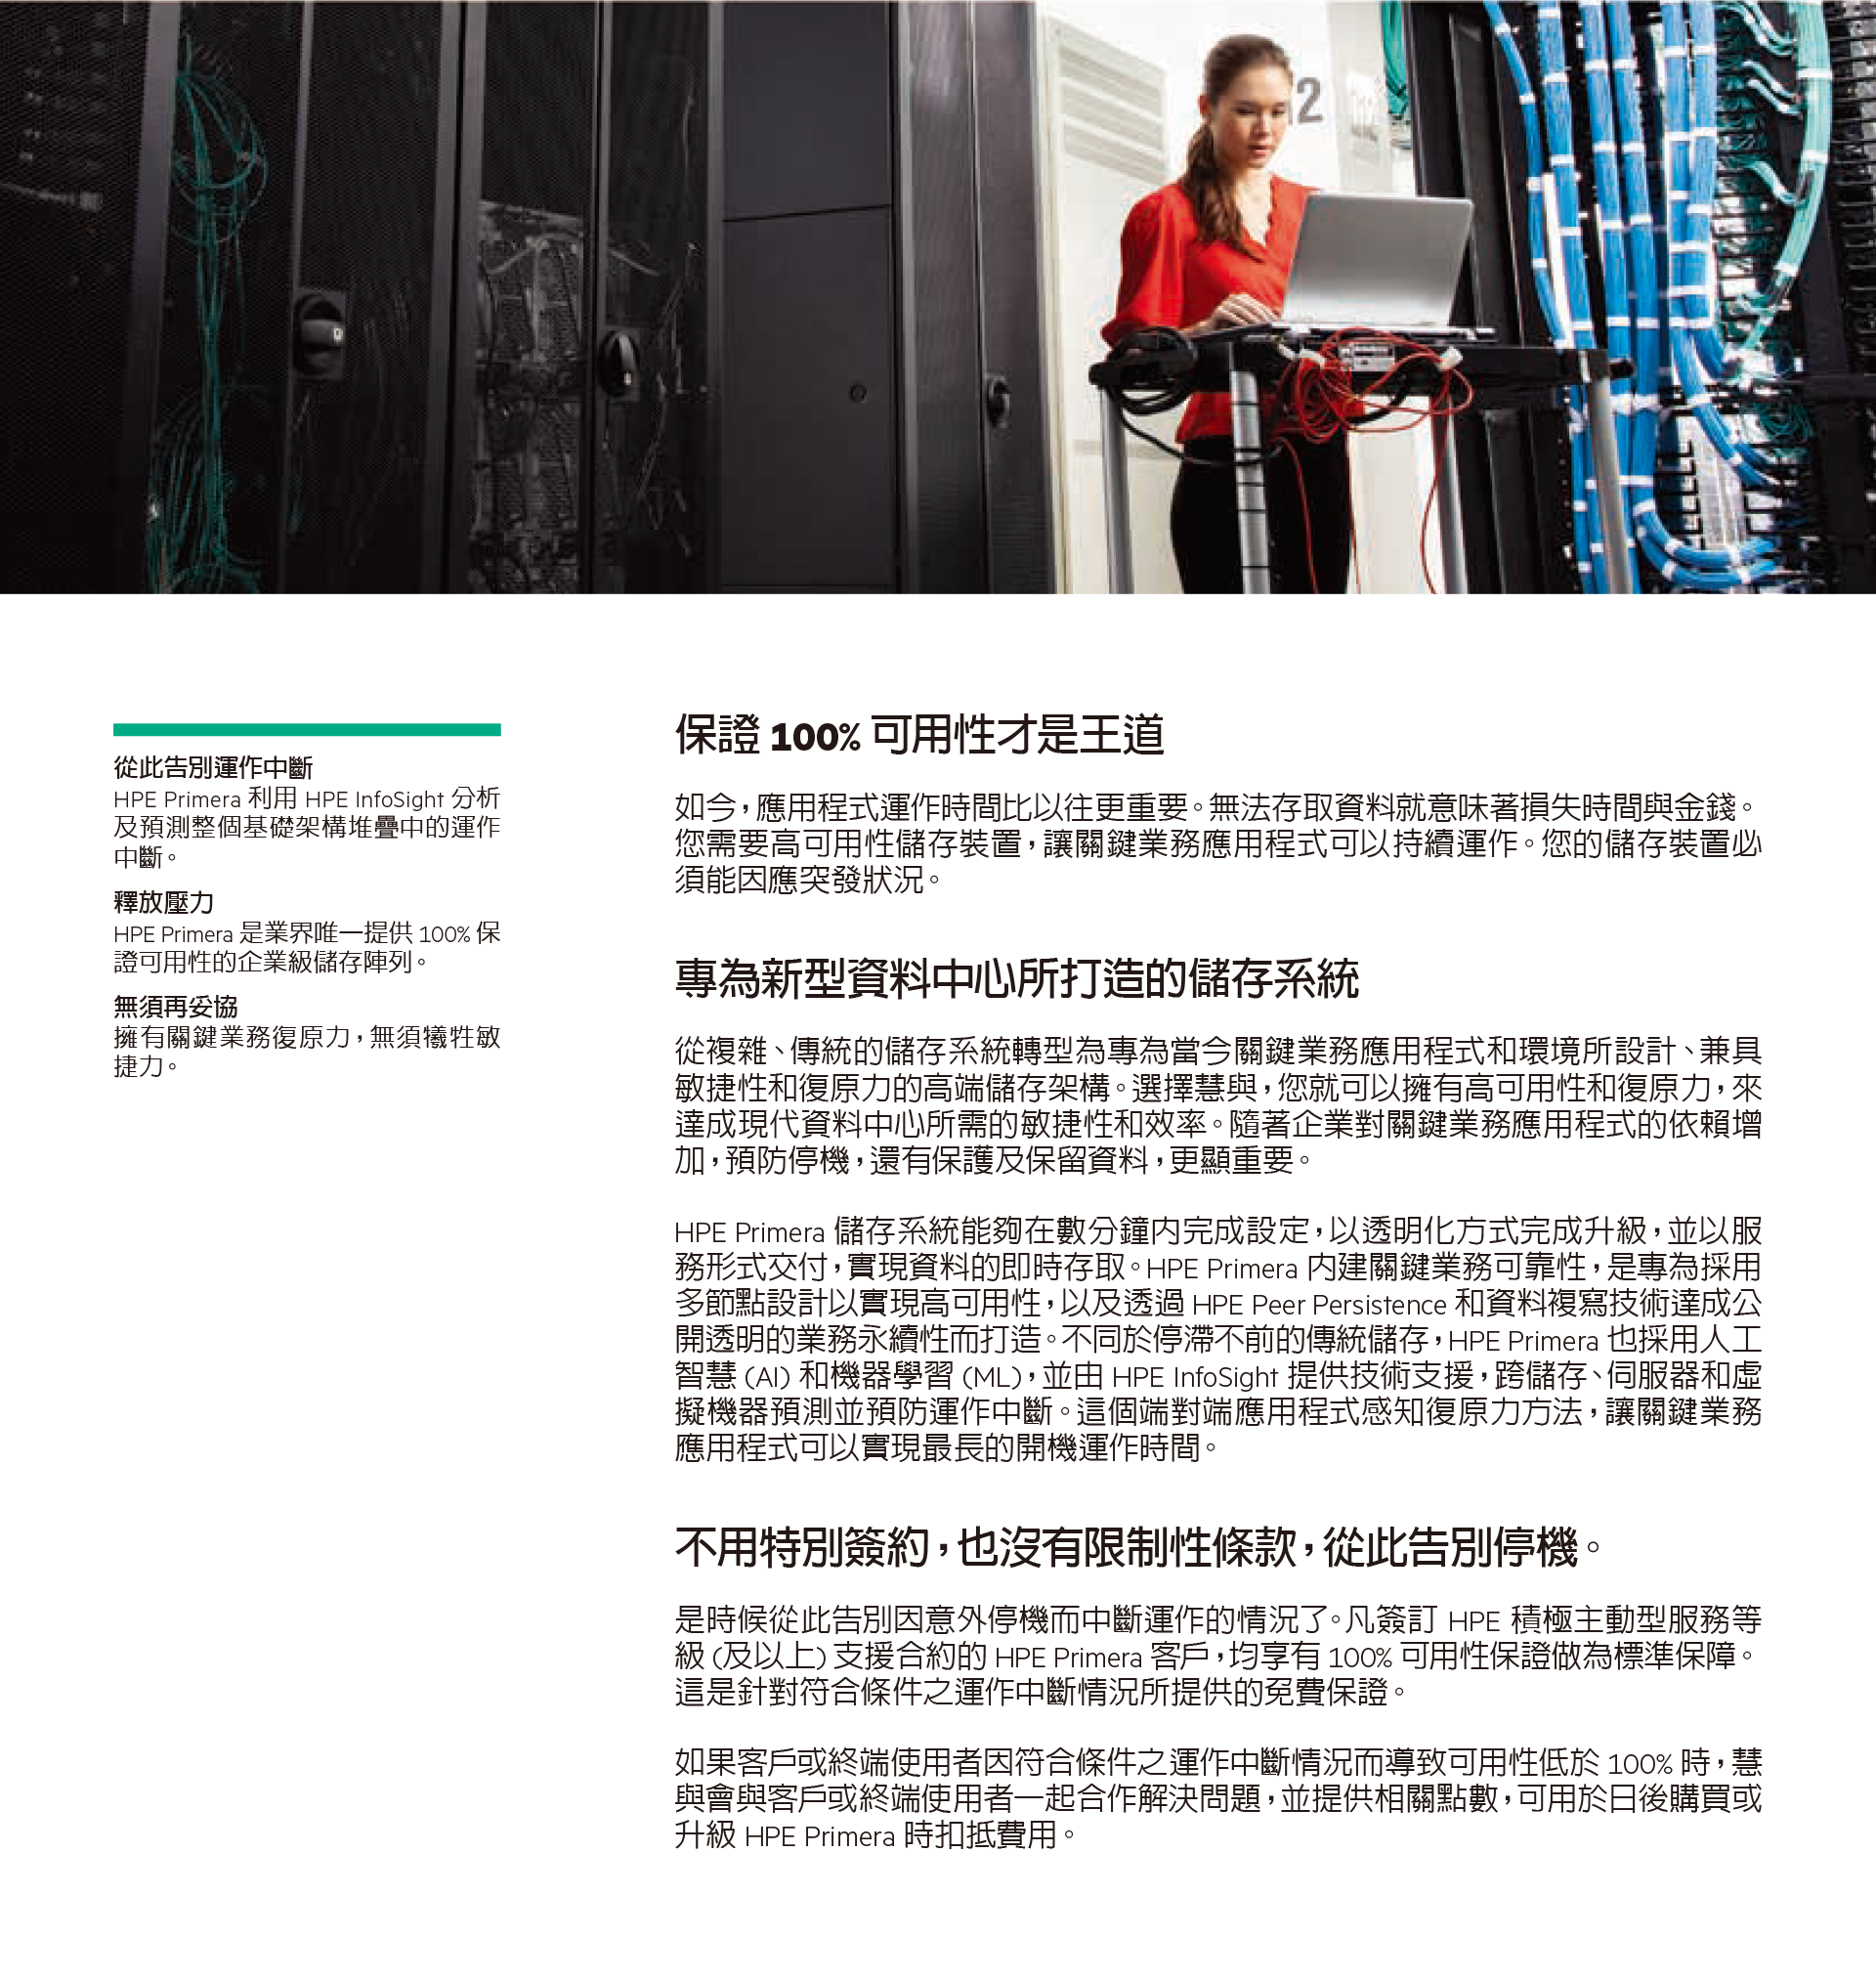 12
從此告別運作中斷
HPE Primera 利用 HPE InfoSight 分析
及預測整個基礎架構堆疊中的運作
中斷。
釋放壓力
HPE Primera 是業界唯一提供 100% 保
證可用性的企業級儲存陣列。
無須再妥協
擁有關鍵業務復原力，無須犧牲敏
捷力。
保證 100% 可用性才是王道
如今，應用程式運作時間比以往更重要。無法存取資料就意味著損失時間與金錢。
您需要高可用性儲存裝置，讓關鍵業務應用程式可以持續運作。您的儲存裝置必
須能因應突發狀況。
專為新型資料中心所打造的儲存系統
從複雜、傳統的儲存系統轉型為專為當今關鍵業務應用程式和環境所設計、兼具
敏捷性和復原力的高端儲存架構。選擇慧與，您就可以擁有高可用性和復原力，來
達成現代資料中心所需的敏捷性和效率。隨著企業對關鍵業務應用程式的依賴增
加，預防停機，還有保護及保留資料，更顯重要。
HPE Primera 儲存系統能夠在數分鐘內完成設定，以透明化方式完成升級，並以服
務形式交付，實現資料的即時存取。HPE Primera 內建關鍵業務可靠性，是專為採用
多節點設計以實現高可用性，以及透過 HPE Peer Persistence 和資料複寫技術達成公
開透明的業務永續性而打造。不同於停滯不前的傳統儲存，HPE Primera 也採用人工
智慧 (AI) 和機器學習 (ML)，並由 HPE InfoSight 提供技術支援，跨儲存、伺服器和虛
擬機器預測並預防運作中斷。這個端對端應用程式感知復原力方法，讓關鍵業務
應用程式可以實現最長的開機運作時間。
不用特別簽約，也沒有限制性條款，從此告別停機。
是時候從此告別因意外停機而中斷運作的情況了。凡簽訂 HPE 積極主動型服務等
級 (及以上) 支援合約的 HPE Primera 客戶，均享有 100% 可用性保證做為標準保障。
這是針對符合條件之運作中斷情況所提供的免費保證。
如果客戶或終端使用者因符合條件之運作中斷情況而導致可用性低於 100% 時，慧
與會與客戶或終端使用者一起合作解決問題，並提供相關點數，可用於日後購買或
升級 HPE Primera 時扣抵費用。